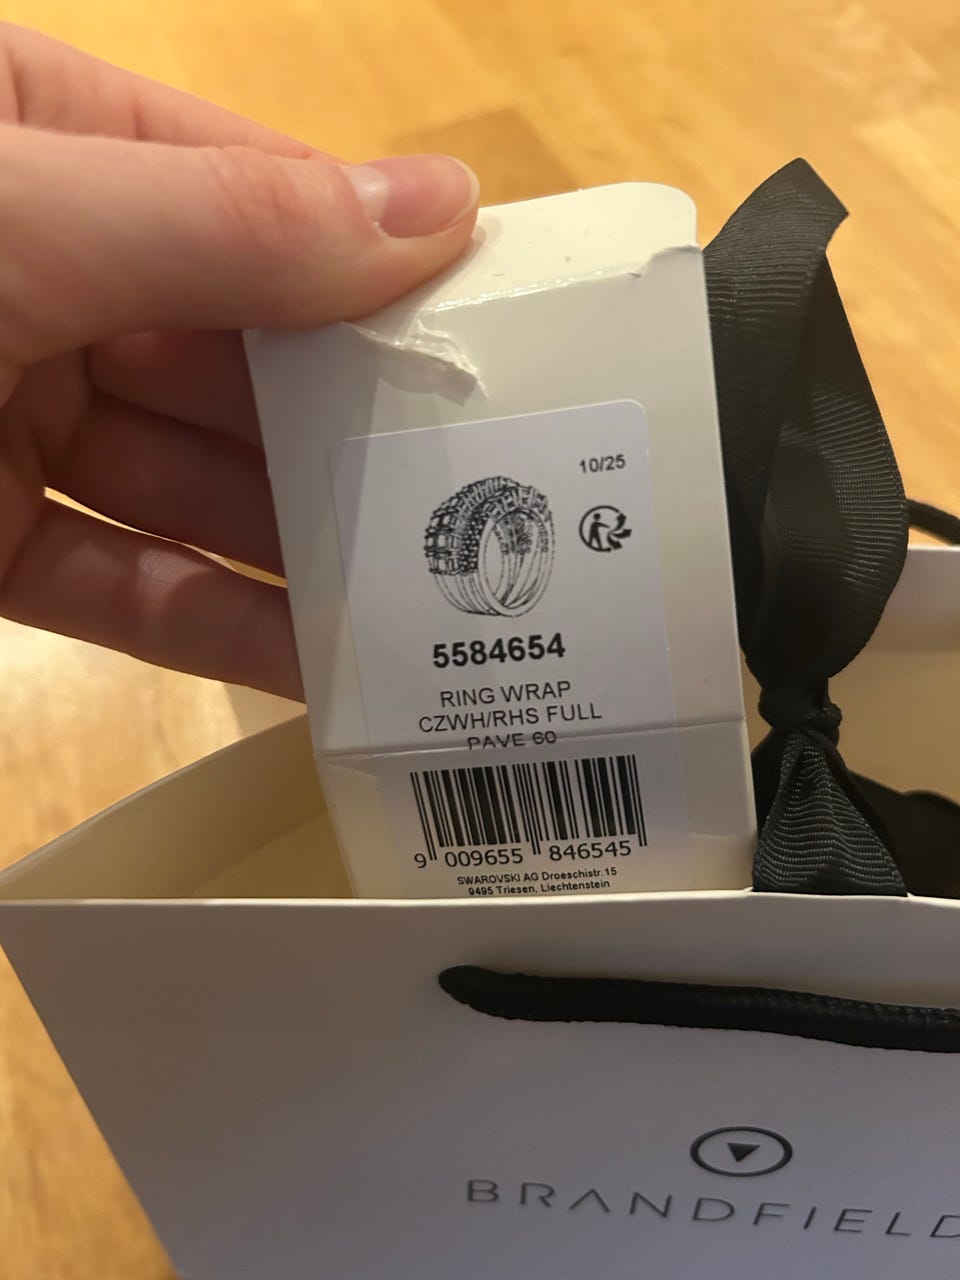 10/25
5584654
RING WRAP
CZWH/RHS FULL
PAVE 60
9 009655 846545
SWAROVSKI AG Droeschistr.15
9495 Triesen, Liechtenstein
BRANDFIELD